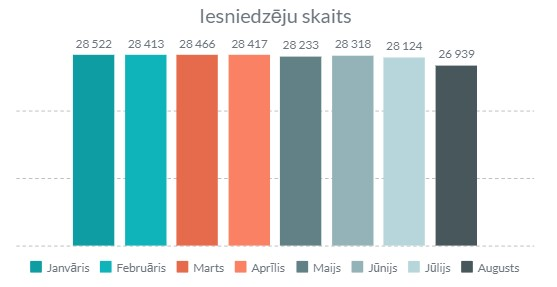 Iesniedzēju skaits
28 522 28 413 28 466 28 417 28 233 28 318 28 124 26 939
Janvāris Februāris Marts Aprīlis Maijs Jūnijs Jūlijs Augusts